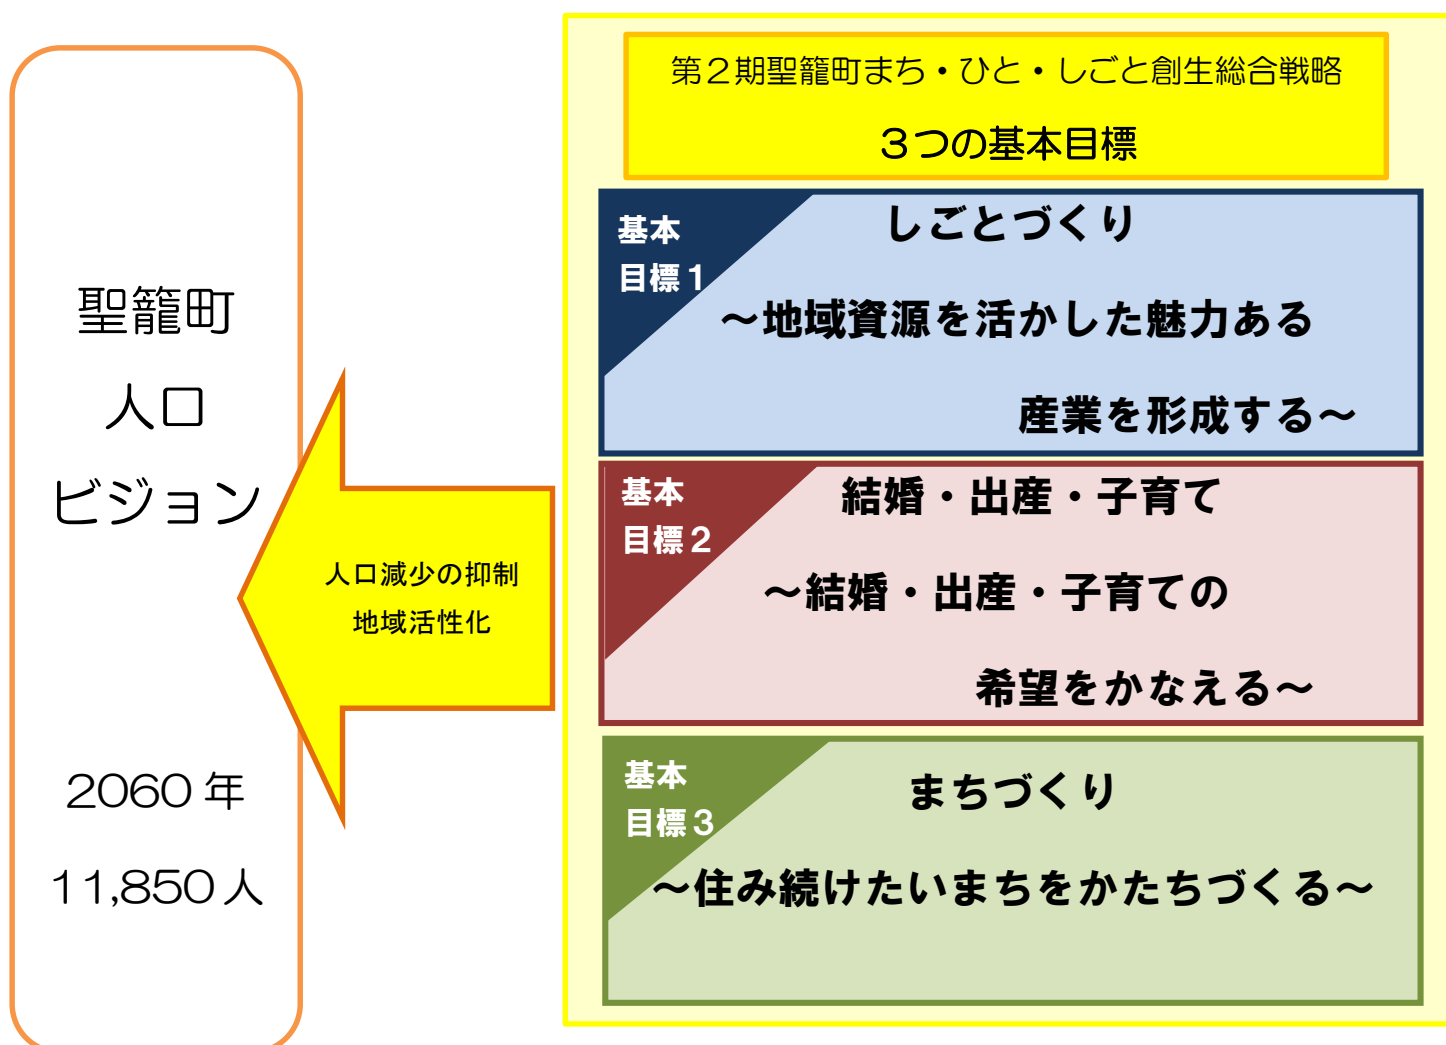 聖籠町
人口
ビジョン
2060年
11,850人
人口減少の抑制
地域活性化
第2期聖籠町まち・ひと・しごと創生総合戦略
3つの基本目標
基本
目標1
しごとづくり
～地域資源を活かした魅力ある
産業を形成する～
基本
目標2
結婚・出産・子育て
～結婚・出産・子育ての
希望をかなえる～
基本
目標3
まちづくり
～住み続けたいまちをかたちづくる～